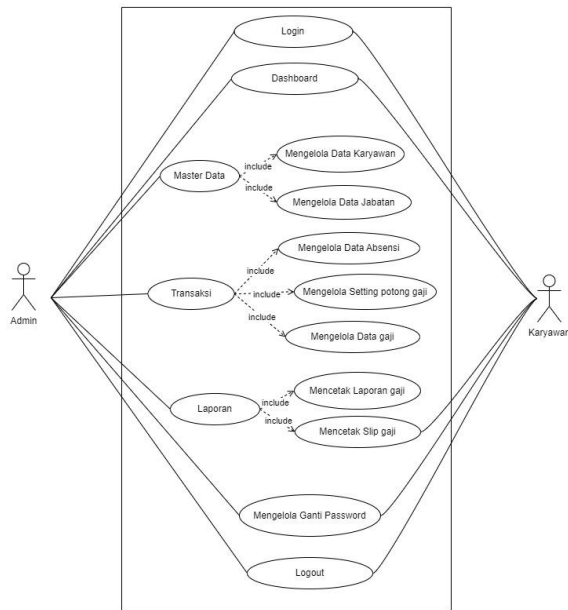 Login
Dashboard
include
Mengelola Data Karyawan
Master Data
include
Mengelola Data Jabatan
Mengelola Data Absensi
include
Transaksi
include
Mengelola Setting potong gaji
include
Mengelola Data gaji
Admin
Karyawan
Mencetak Laporan gaji
include
Laporan
include
Mencetak Slip gaji
Mengelola Ganti Password
Logout